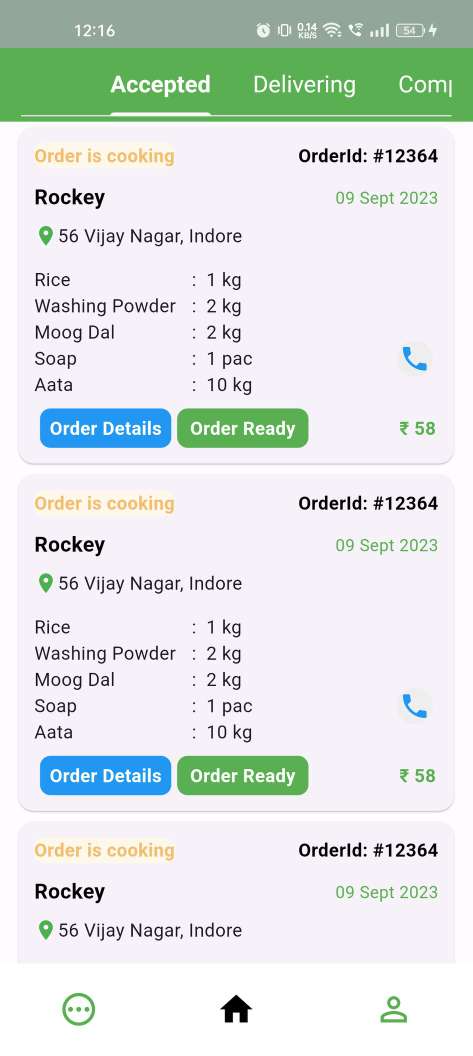 12:16 0.14 KB/S 54
Accepted Delivering Com
Order is cooking OrderId: #12364
Rockey 09 Sept 2023
56 Vijay Nagar, Indore
Rice : 1 kg
Washing Powder : 2 kg
Moog Dal : 2 kg
Soap : 1 pac
Aata : 10 kg
Order Details Order Ready ₹ 58
Order is cooking OrderId: #12364
Rockey 09 Sept 2023
56 Vijay Nagar, Indore
Rice : 1 kg
Washing Powder : 2 kg
Moog Dal : 2 kg
Soap : 1 pac
Aata : 10 kg
Order Details Order Ready ₹ 58
Order is cooking OrderId: #12364
Rockey 09 Sept 2023
56 Vijay Nagar, Indore